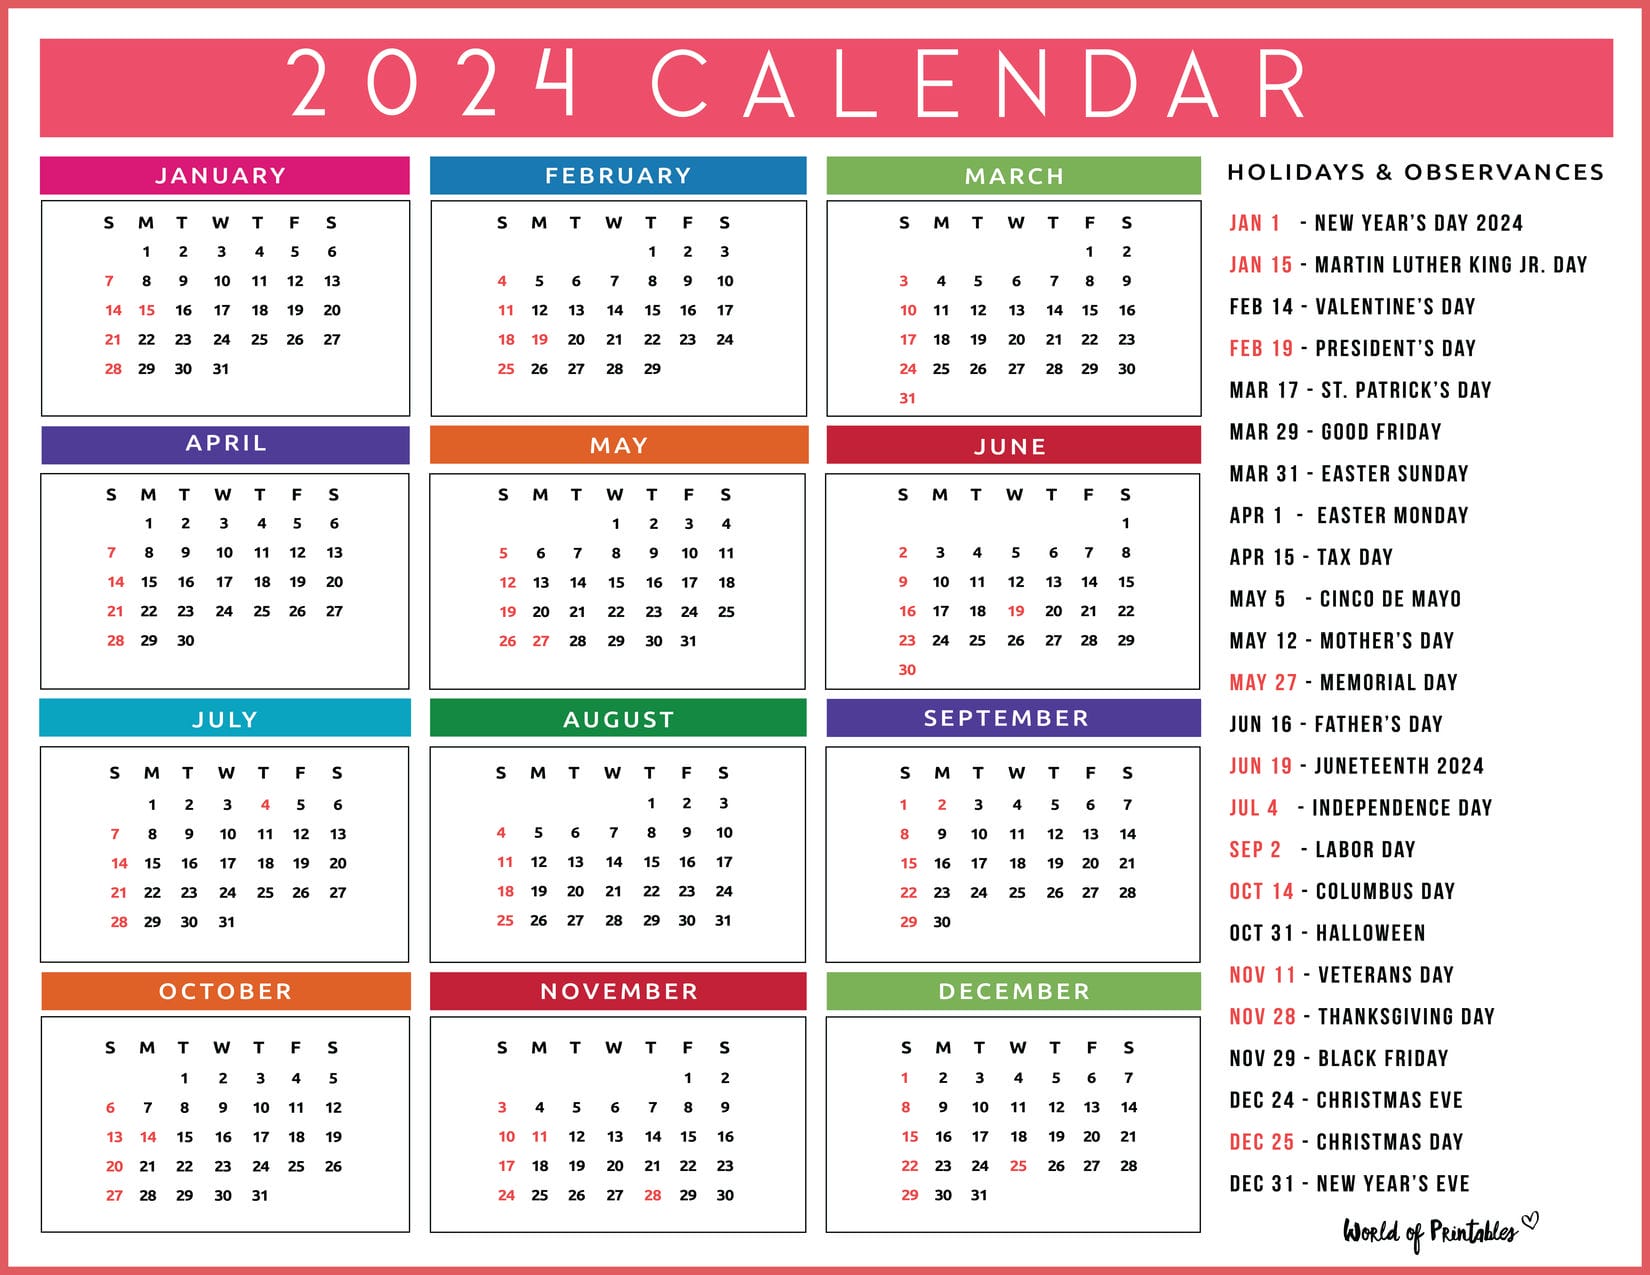 2024 CALENDAR
JANUARY
S M T W T F S
1 2 3 4 5 6
7 8 9 10 11 12 13
14 15 16 17 18 19 20
21 22 23 24 25 26 27
28 29 30 31
FEBRUARY
S M T W T F S
1 2 3
4 5 6 7 8 9 10
11 12 13 14 15 16 17
18 19 20 21 22 23 24
25 26 27 28 29
MARCH
S M T W T F S
1 2
3 4 5 6 7 8 9
10 11 12 13 14 15 16
17 18 19 20 21 22 23
24 25 26 27 28 29 30
31
APRIL
S M T W T F S
1 2 3 4 5 6
7 8 9 10 11 12 13
14 15 16 17 18 19 20
21 22 23 24 25 26 27
28 29 30
MAY
S M T W T F S
1 2 3 4
5 6 7 8 9 10 11
12 13 14 15 16 17 18
19 20 21 22 23 24 25
26 27 28 29 30 31
JUNE
S M T W T F S
1
2 3 4 5 6 7 8
9 10 11 12 13 14 15
16 17 18 19 20 21 22
23 24 25 26 27 28 29
30
JULY
S M T W T F S
1 2 3 4 5 6
7 8 9 10 11 12 13
14 15 16 17 18 19 20
21 22 23 24 25 26 27
28 29 30 31
AUGUST
S M T W T F S
1 2 3
4 5 6 7 8 9 10
11 12 13 14 15 16 17
18 19 20 21 22 23 24
25 26 27 28 29 30 31
SEPTEMBER
S M T W T F S
1 2 3 4 5 6 7
8 9 10 11 12 13 14
15 16 17 18 19 20 21
22 23 24 25 26 27 28
29 30
OCTOBER
S M T W T F S
1 2 3 4 5
6 7 8 9 10 11 12
13 14 15 16 17 18 19
20 21 22 23 24 25 26
27 28 29 30 31
NOVEMBER
S M T W T F S
1 2
3 4 5 6 7 8 9
10 11 12 13 14 15 16
17 18 19 20 21 22 23
24 25 26 27 28 29 30
DECEMBER
S M T W T F S
1 2 3 4 5 6 7
8 9 10 11 12 13 14
15 16 17 18 19 20 21
22 23 24 25 26 27 28
29 30 31
HOLIDAYS & OBSERVANCES
JAN 1 - NEW YEAR'S DAY 2024
JAN 15 - MARTIN LUTHER KING JR. DAY
FEB 14 - VALENTINE'S DAY
FEB 19 - PRESIDENT'S DAY
MAR 17 - ST. PATRICK'S DAY
MAR 29 - GOOD FRIDAY
MAR 31 - EASTER SUNDAY
APR 1 - EASTER MONDAY
APR 15 - TAX DAY
MAY 5 - CINCO DE MAYO
MAY 12 - MOTHER'S DAY
MAY 27 - MEMORIAL DAY
JUN 16 - FATHER'S DAY
JUN 19 - JUNETEENTH 2024
JUL 4 - INDEPENDENCE DAY
SEP 2 - LABOR DAY
OCT 14 - COLUMBUS DAY
OCT 31 - HALLOWEEN
NOV 11 - VETERANS DAY
NOV 28 - THANKSGIVING DAY
NOV 29 - BLACK FRIDAY
DEC 24 - CHRISTMAS EVE
DEC 25 - CHRISTMAS DAY
DEC 31 - NEW YEAR'S EVE
World of Printables